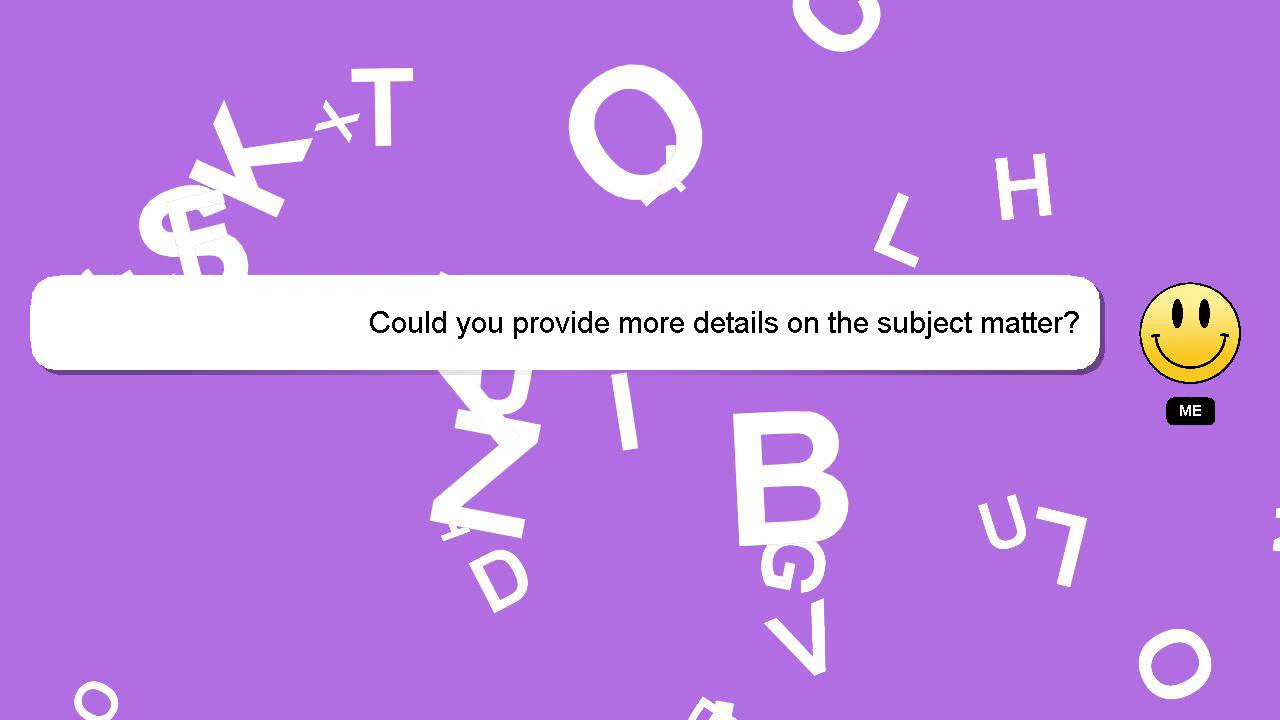 Could you provide more details on the subject matter?
ME
C
T
X
K
O
H
L
S
I
B
Z
D
G
U
L
V
O
O